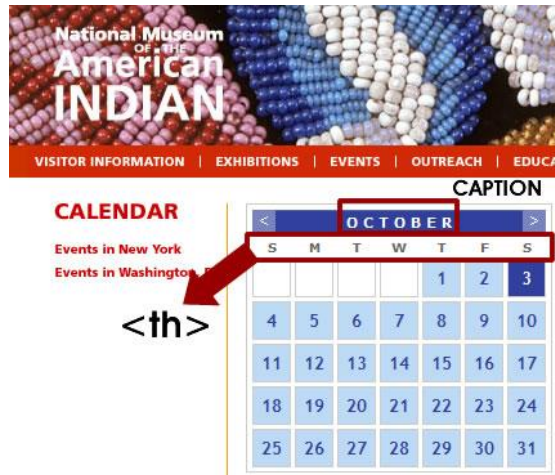 National Museum
OF THE
American
INDIAN
VISITOR INFORMATION | EXHIBITIONS | EVENTS | OUTREACH |
CAPTION
CALENDAR
Events in New York
Events in Washington,
<th>
< OCTOBER >
S M T W T F S
1 2 3
4 5 6 7 8 9 10
11 12 13 14 15 16 17
18 19 20 21 22 23 24
25 26 27 28 29 30 31